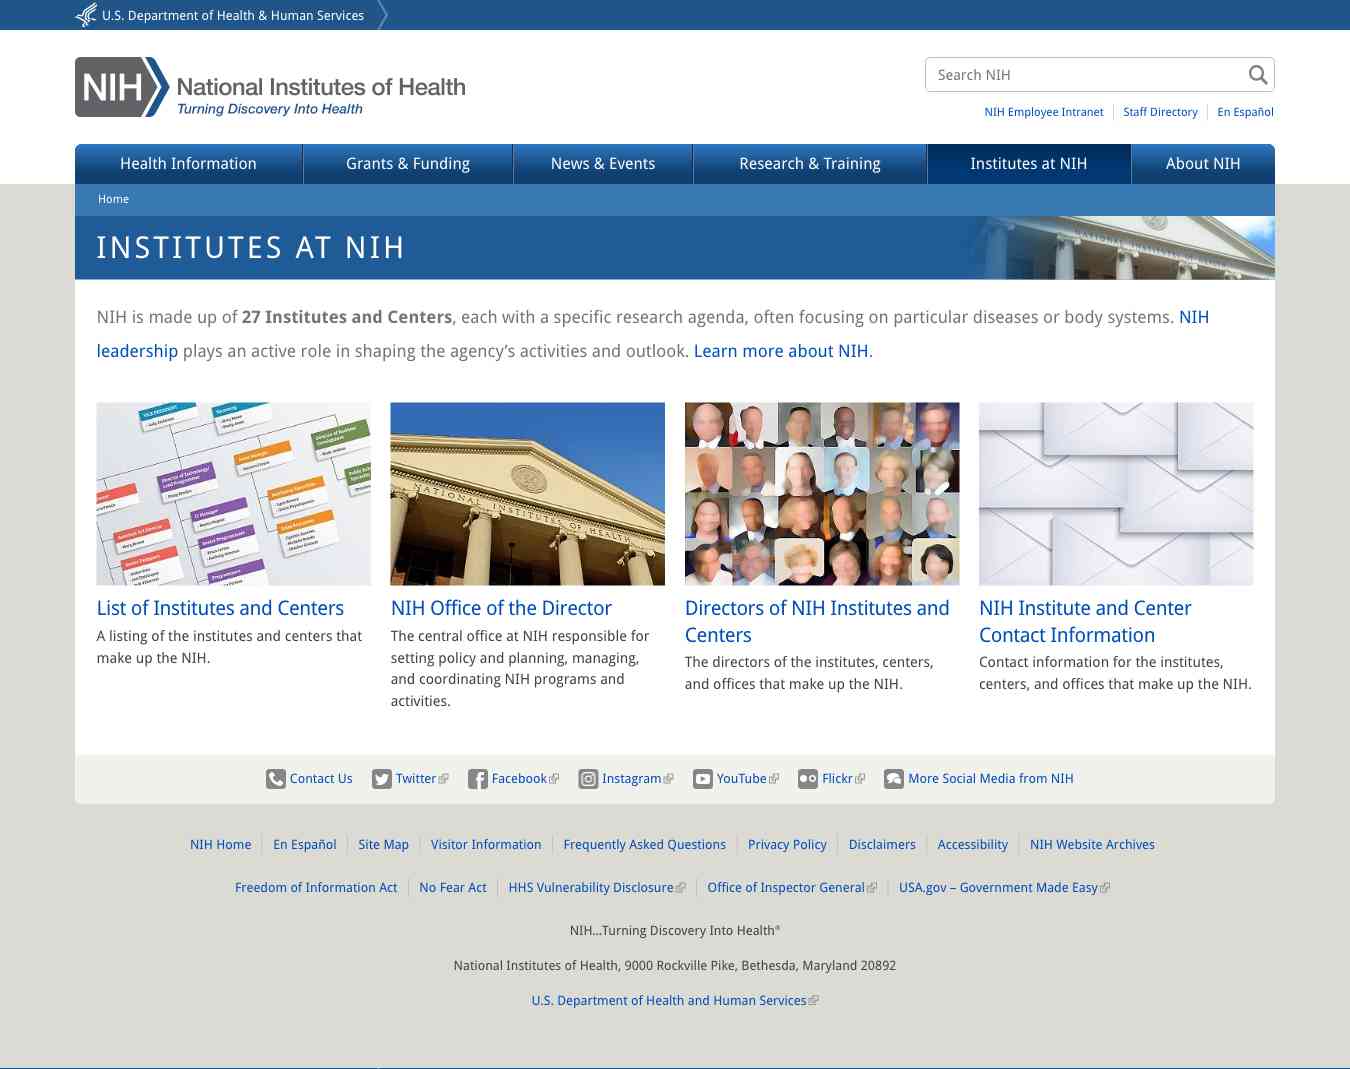 U.S. Department of Health & Human Services
NIH National Institutes of Health
Turning Discovery Into Health
Search NIH
NIH Employee Intranet Staff Directory En Español
Health Information Grants & Funding News & Events Research & Training Institutes at NIH About NIH
Home
INSTITUTES AT NIH
NIH is made up of 27 Institutes and Centers, each with a specific research agenda, often focusing on particular diseases or body systems. NIH
leadership plays an active role in shaping the agency’s activities and outlook. Learn more about NIH.
NATIONAL INSTITUTES OF HEALTH
List of Institutes and Centers
A listing of the institutes and centers that
make up the NIH.
NIH Office of the Director
The central office at NIH responsible for
setting policy and planning, managing,
and coordinating NIH programs and
activities.
Directors of NIH Institutes and
Centers
The directors of the institutes, centers,
and offices that make up the NIH.
NIH Institute and Center
Contact Information
Contact information for the institutes,
centers, and offices that make up the NIH.
Contact Us Twitter Facebook Instagram YouTube Flickr More Social Media from NIH
NIH Home En Español Site Map Visitor Information Frequently Asked Questions Privacy Policy Disclaimers Accessibility NIH Website Archives
Freedom of Information Act No Fear Act HHS Vulnerability Disclosure Office of Inspector General USA.gov – Government Made Easy
NIH…Turning Discovery Into Health®
National Institutes of Health, 9000 Rockville Pike, Bethesda, Maryland 20892
U.S. Department of Health and Human Services